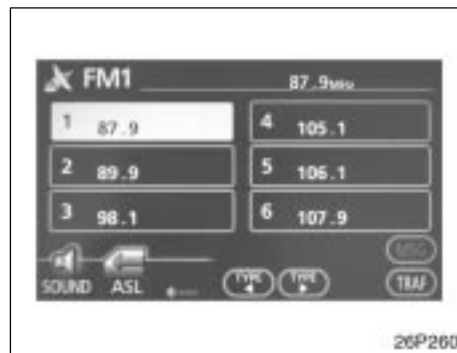 FM1 87.9MHz
1 87.9
4 105.1
2 89.9
5 106.1
3 98.1
6 107.9
MSG
SOUND ASL TYPE TYPE TRAF
26P260